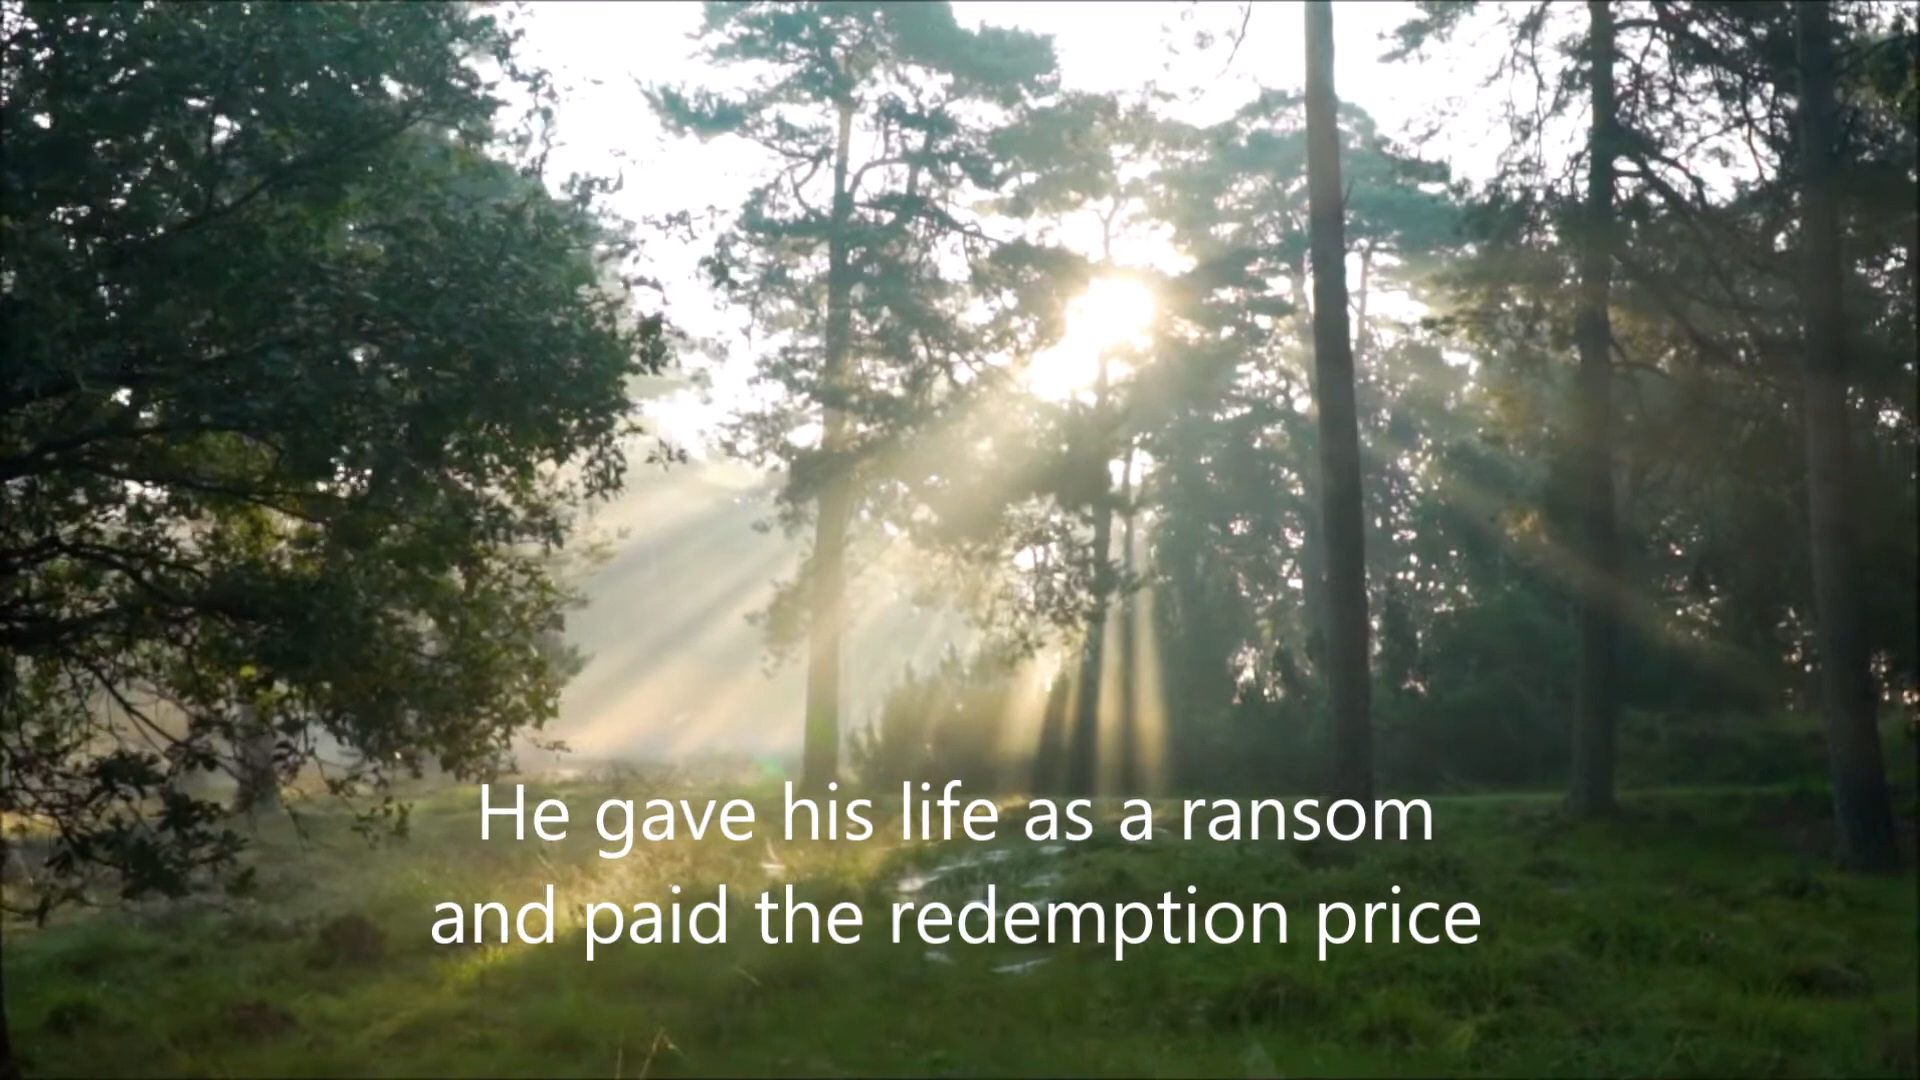 He gave his life as a ransom
and paid the redemption price